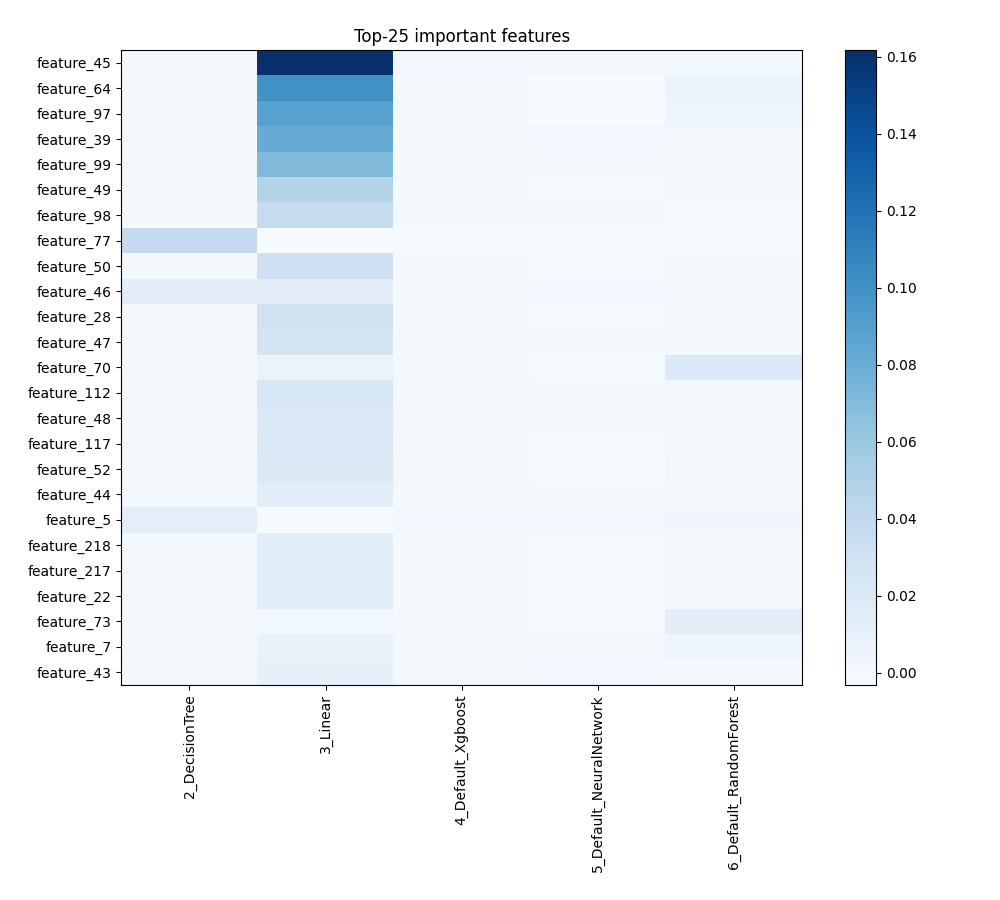 Top-25 important features
feature_45
feature_64
feature_97
feature_39
feature_99
feature_49
feature_98
feature_77
feature_50
feature_46
feature_28
feature_47
feature_70
feature_112
feature_48
feature_117
feature_52
feature_44
feature_5
feature_218
feature_217
feature_22
feature_73
feature_7
feature_43
2_DecisionTree
3_Linear
4_Default_Xgboost
5_Default_NeuralNetwork
6_Default_RandomForest
0.16
0.14
0.12
0.10
0.08
0.06
0.04
0.02
0.00